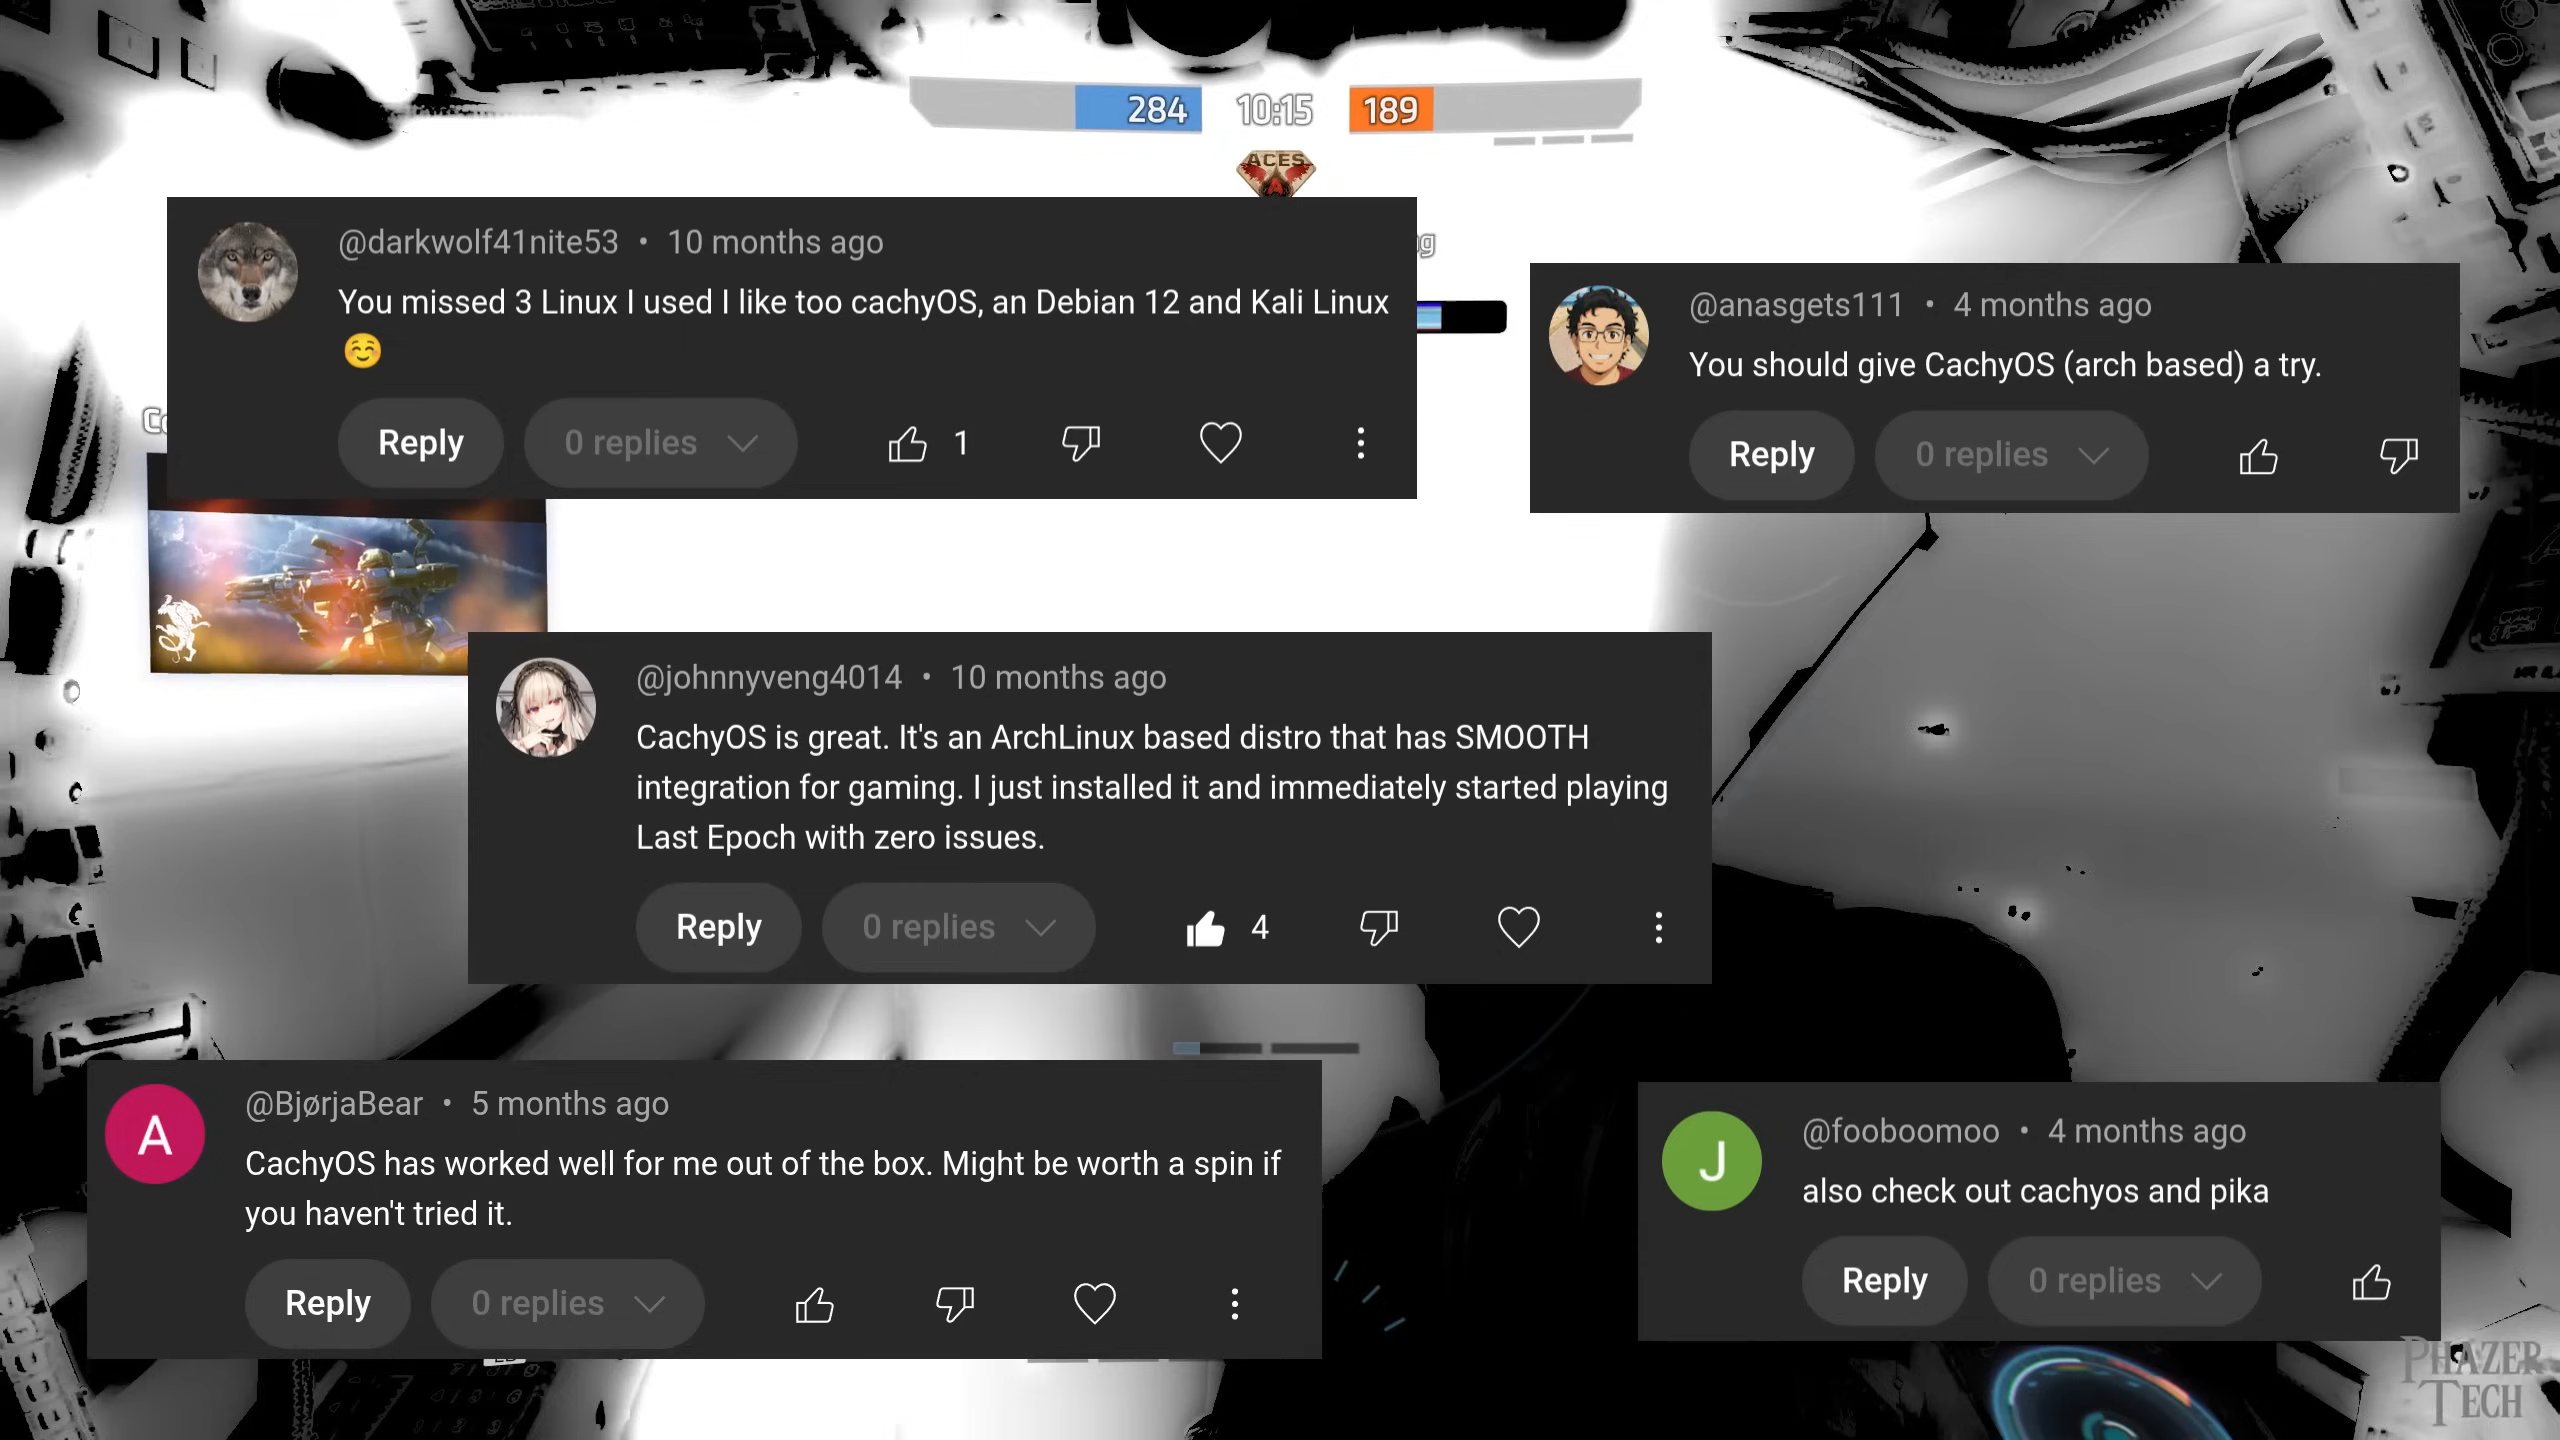 284 10:15 189
ACES
A
@darkwolf41nite53 • 10 months ago
You missed 3 Linux I used I like too cachyOS, an Debian 12 and Kali Linux
☺️
Reply 0 replies 1
@anasgets111 • 4 months ago
You should give CachyOS (arch based) a try.
Reply 0 replies
@johnnyveng4014 • 10 months ago
CachyOS is great. It's an ArchLinux based distro that has SMOOTH
integration for gaming. I just installed it and immediately started playing
Last Epoch with zero issues.
Reply 0 replies 4
A
@BjørjaBear • 5 months ago
CachyOS has worked well for me out of the box. Might be worth a spin if
you haven't tried it.
Reply 0 replies
J
@fooboomoo • 4 months ago
also check out cachyos and pika
Reply 0 replies
PHAZER
TECH